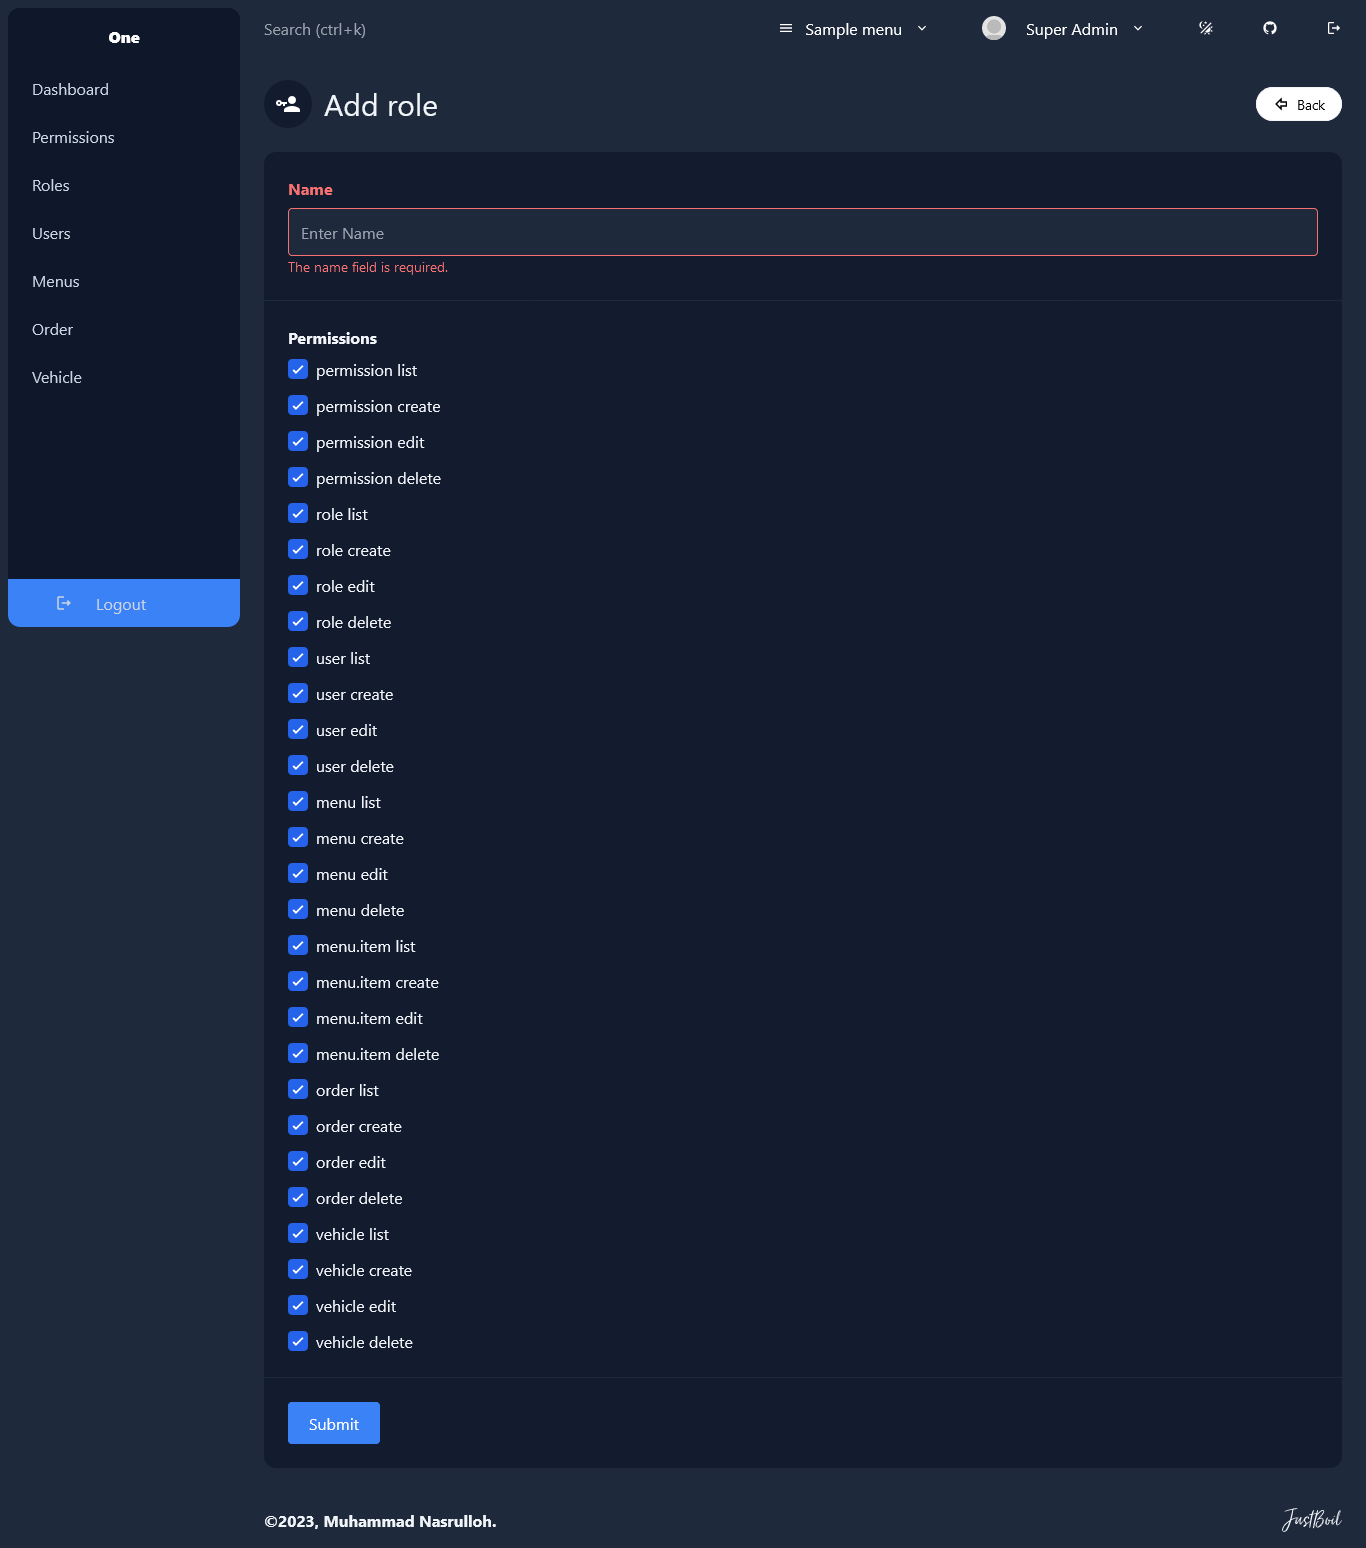 One
Dashboard
Permissions
Roles
Users
Menus
Order
Vehicle
Logout
Search (ctrl+k)
Sample menu
Super Admin
Add role
Back
Name
Enter Name
The name field is required.
Permissions
permission list
permission create
permission edit
permission delete
role list
role create
role edit
role delete
user list
user create
user edit
user delete
menu list
menu create
menu edit
menu delete
menu.item list
menu.item create
menu.item edit
menu.item delete
order list
order create
order edit
order delete
vehicle list
vehicle create
vehicle edit
vehicle delete
Submit
©2023, Muhammad Nasrulloh.
JustBoil